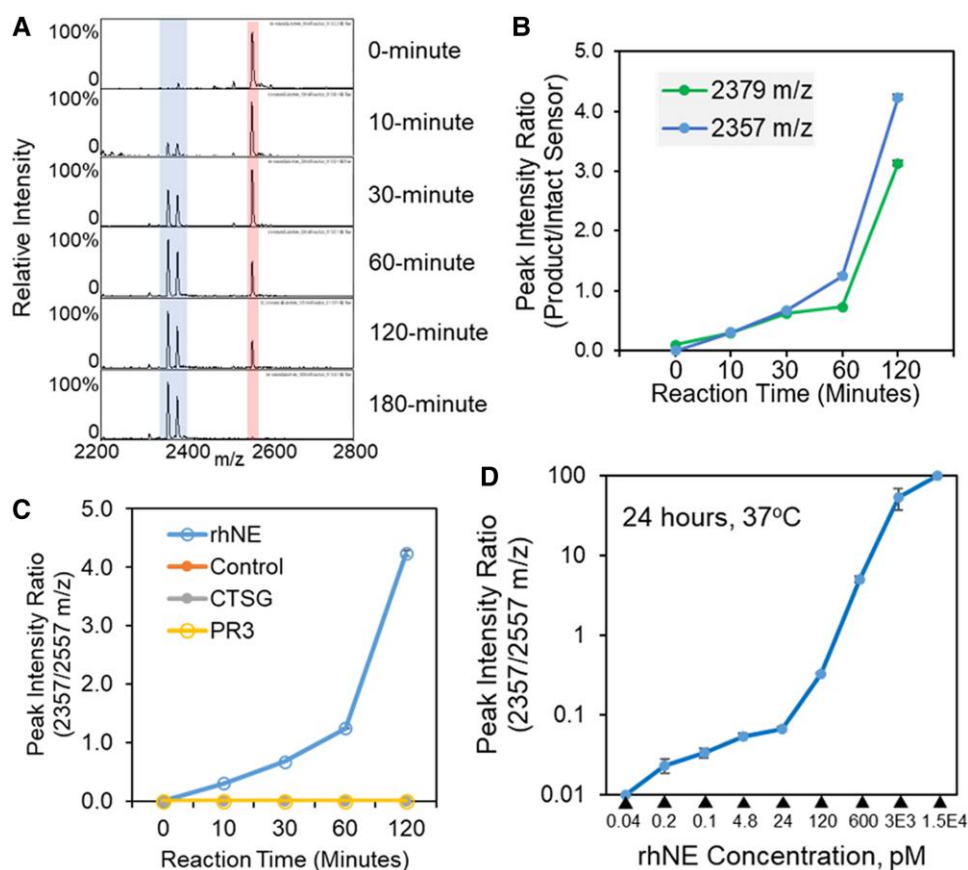 A
100%
0
0-minute
100%
0
10-minute
100%
0
30-minute
100%
0
60-minute
100%
0
120-minute
100%
0
180-minute
2200 2400 2600 2800
m/z
Relative Intensity
B
5.0
4.0
3.0
2.0
1.0
0.0
2379 m/z
2357 m/z
Peak Intensity Ratio
(Product/Intact Sensor)
0 10 30 60 120
Reaction Time (Minutes)
C
5.0
4.0
3.0
2.0
1.0
0.0
rhNE
Control
CTSG
PR3
Peak Intensity Ratio
(2357/2557 m/z)
0 10 30 60 120
Reaction Time (Minutes)
D
100
10
1
0.1
0.01
24 hours, 37ºC
Peak Intensity Ratio
(2357/2557 m/z)
0.04 0.2 0.1 4.8 24 120 600 3E3 1.5E4
rhNE Concentration, pM